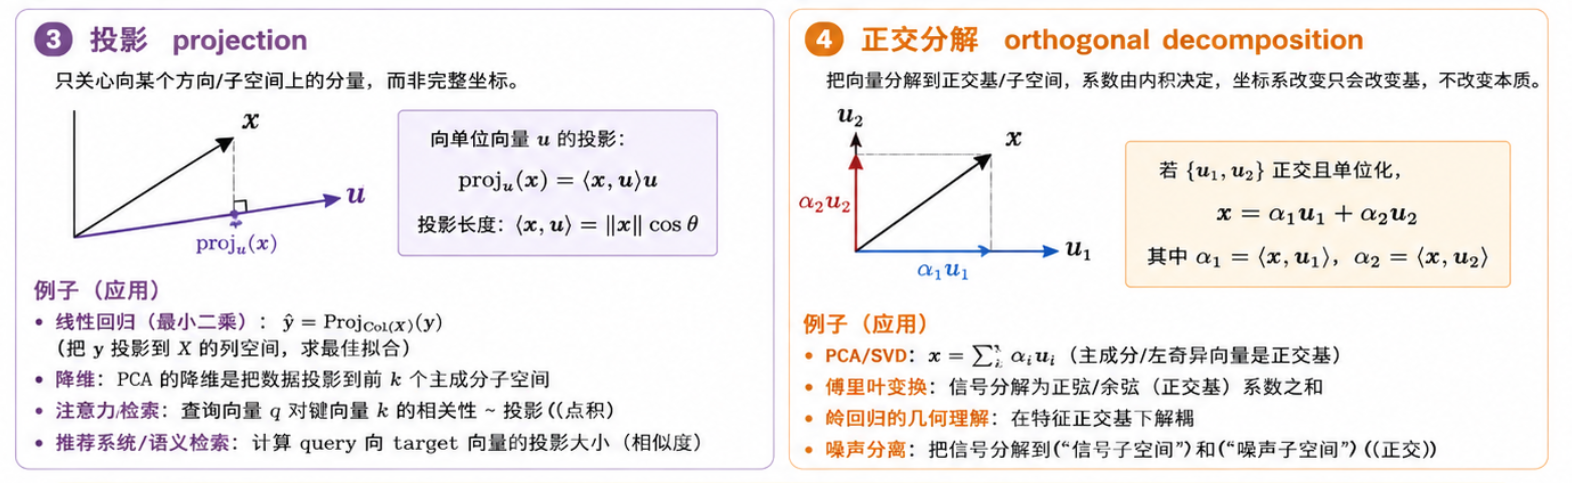 3 投影 projection
只关心向某个方向/子空间上的分量，而非完整坐标。
x
u
proj_u(x)
向单位向量 u 的投影：
proj_u(x) = ⟨x, u⟩u
投影长度：⟨x, u⟩ = ‖x‖ cos θ
例子（应用）
• 线性回归（最小二乘）：ŷ = Proj_Col(X)(y)
（把 y 投影到 X 的列空间，求最佳拟合）
• 降维：PCA 的降维是把数据投影到前 k 个主成分子空间
• 注意力/检索：查询向量 q 对键向量 k 的相关性 ~ 投影（(点积）
• 推荐系统/语义检索：计算 query 向 target 向量的投影大小（相似度）
4 正交分解 orthogonal decomposition
把向量分解到正交基/子空间，系数由内积决定，坐标系改变只会改变基，不改变本质。
u₂
x
α₂u₂
u₁
α₁u₁
若 {u₁, u₂} 正交且单位化，
x = α₁u₁ + α₂u₂
其中 α₁ = ⟨x, u₁⟩，α₂ = ⟨x, u₂⟩
例子（应用）
• PCA/SVD：x = ∑ αᵢuᵢ（主成分/左奇异向量是正交基）
• 傅里叶变换：信号分解为正弦/余弦（正交基）系数之和
• 岭回归的几何理解：在特征正交基下解耦
• 噪声分离：把信号分解到(“信号子空间”)和(“噪声子空间”)（(正交)）